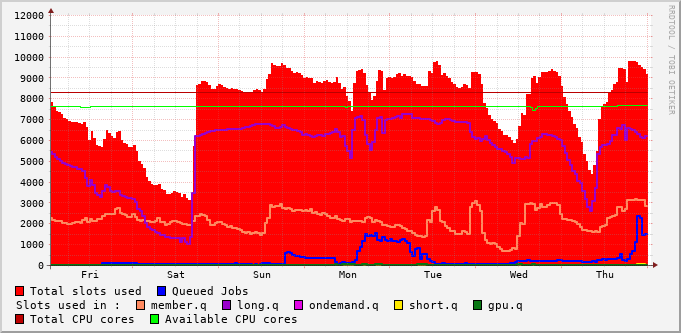 12000
11000
10000
9000
8000
7000
6000
5000
4000
3000
2000
1000
0
Fri Sat Sun Mon Tue Wed Thu
RRDTOOL / TOBI OETIKER
Total slots used Queued Jobs
Slots used in : member.q long.q ondemand.q short.q gpu.q
Total CPU cores Available CPU cores